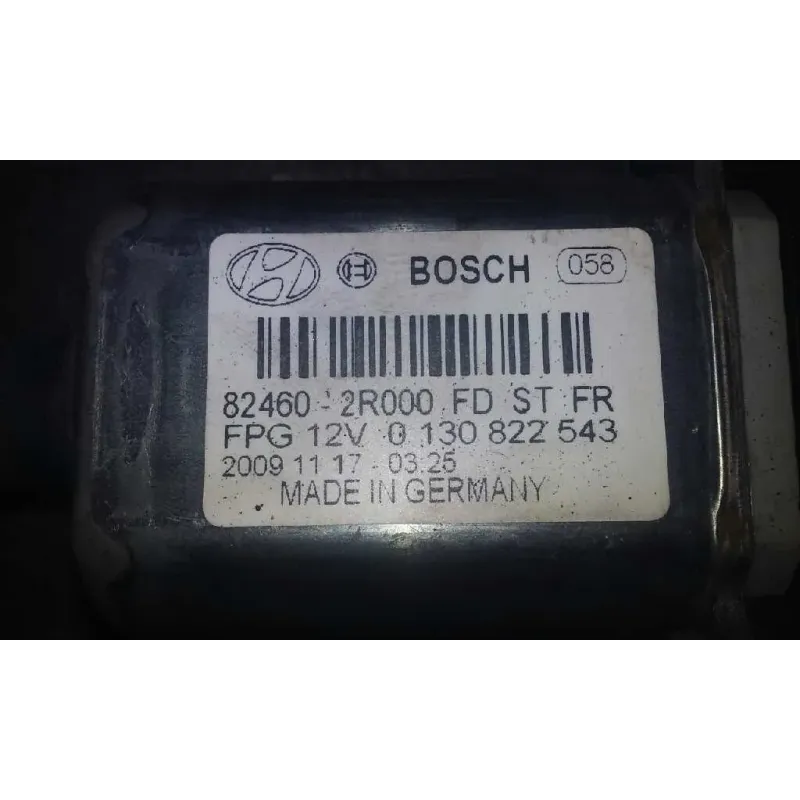 BOSCH 058
82460-2R000 FD ST FR
FPG 12V 0 130 822 543
2009 11 17 - 03.25
MADE IN GERMANY